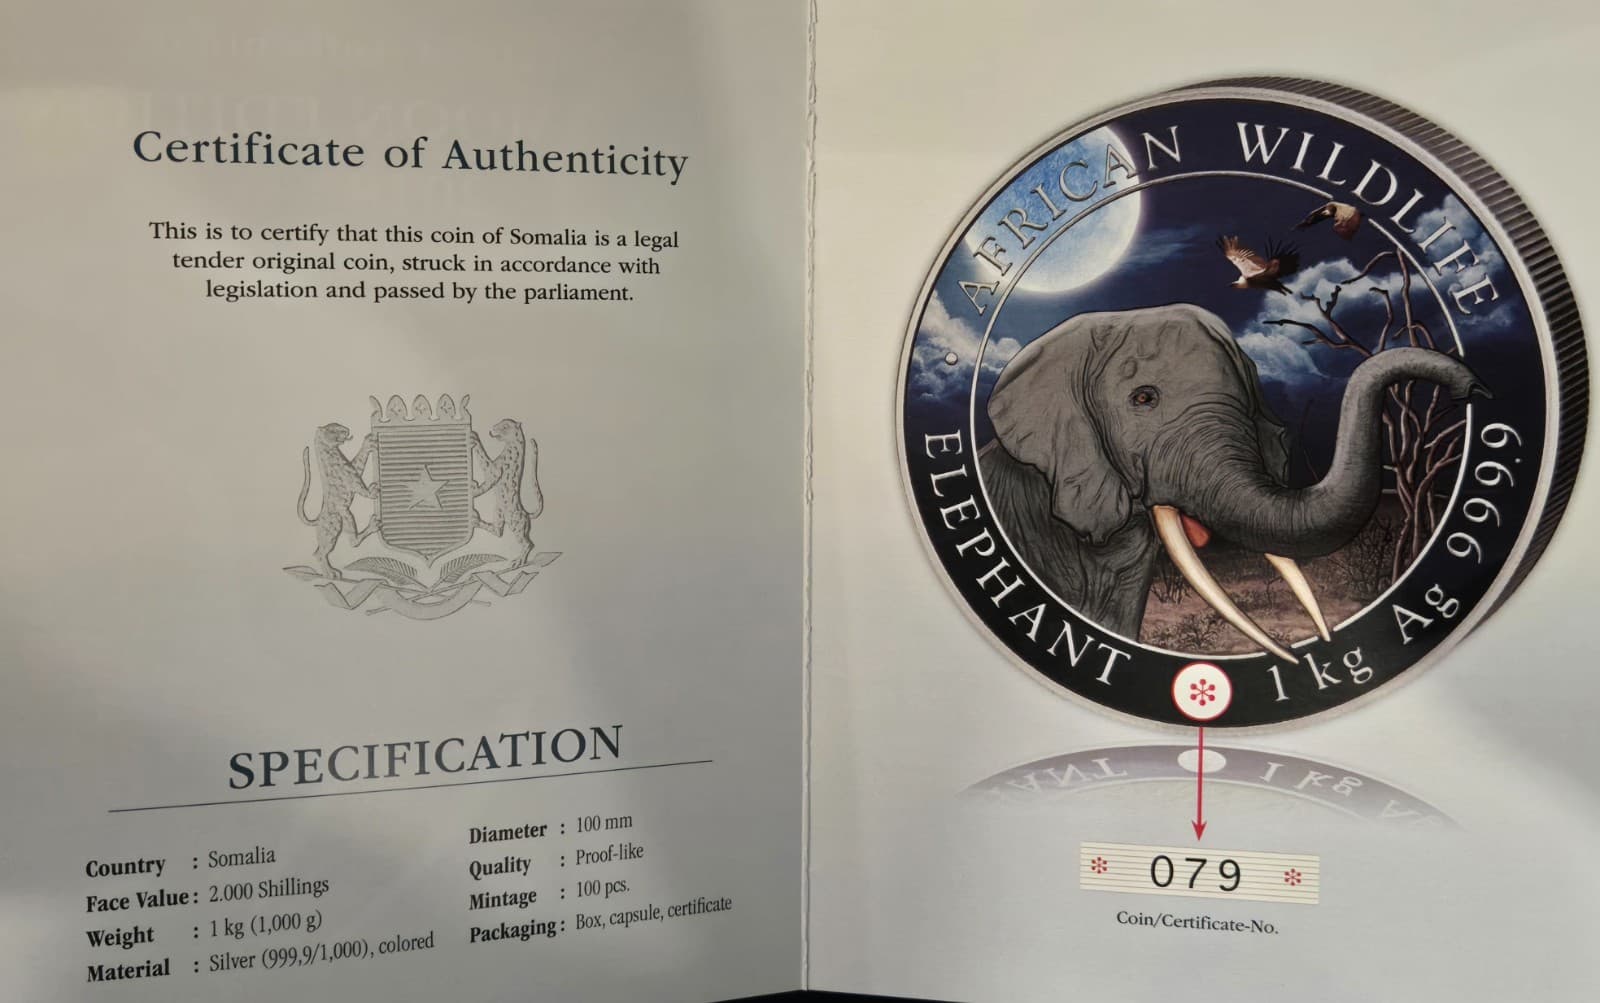 Certificate of Authenticity
This is to certify that this coin of Somalia is a legal
tender original coin, struck in accordance with
legislation and passed by the parliament.
SPECIFICATION
Country : Somalia
Face Value : 2.000 Shillings
Weight : 1 kg (1,000 g)
Material : Silver (999,9/1,000), colored
Diameter : 100 mm
Quality : Proof-like
Mintage : 100 pcs.
Packaging : Box, capsule, certificate
AFRICAN WILDLIFE
ELEPHANT
1 kg Ag 999.9
* 079 *
Coin/Certificate-No.